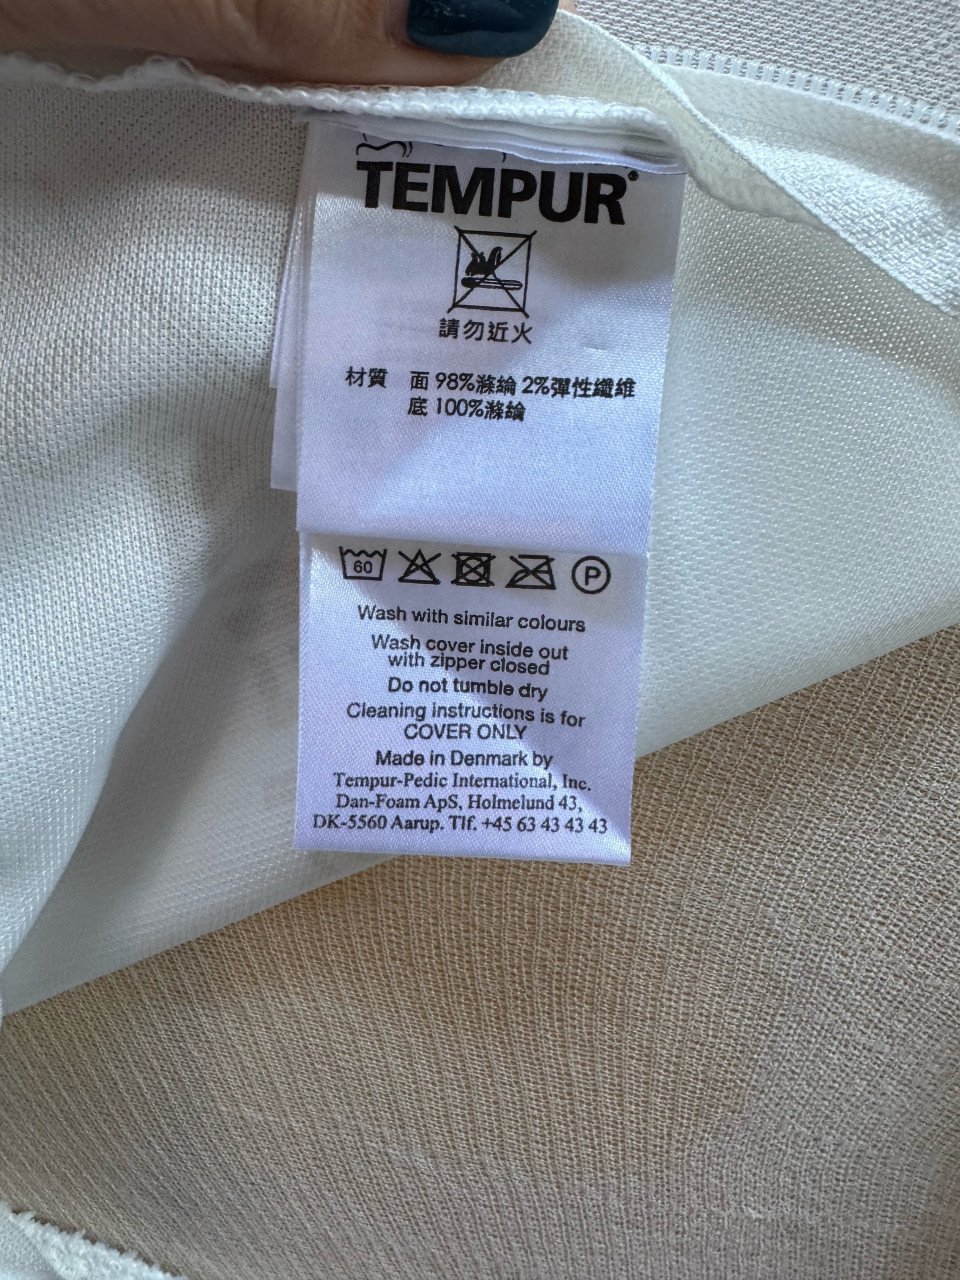 TEMPUR®
請勿近火
材質 面 98%滌綸 2%彈性纖維
底 100%滌綸
60
P
Wash with similar colours
Wash cover inside out
with zipper closed
Do not tumble dry
Cleaning instructions is for
COVER ONLY
Made in Denmark by
Tempur-Pedic International, Inc.
Dan-Foam ApS, Holmelund 43,
DK-5560 Aarup. Tlf. +45 63 43 43 43